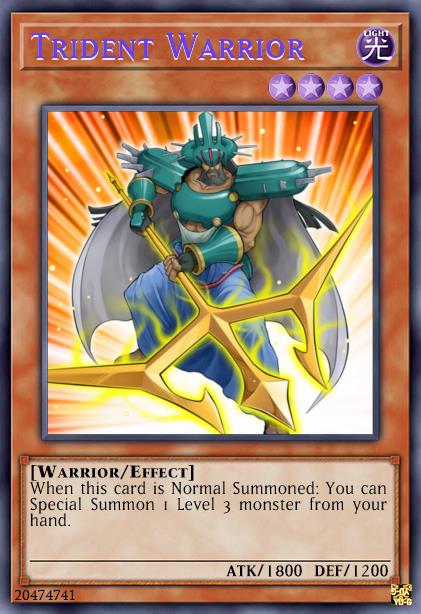 Trident Warrior
LIGHT
光
[Warrior/Effect]
When this card is Normal Summoned: You can
Special Summon 1 Level 3 monster from your
hand.
ATK/1800 DEF/1200
20474741